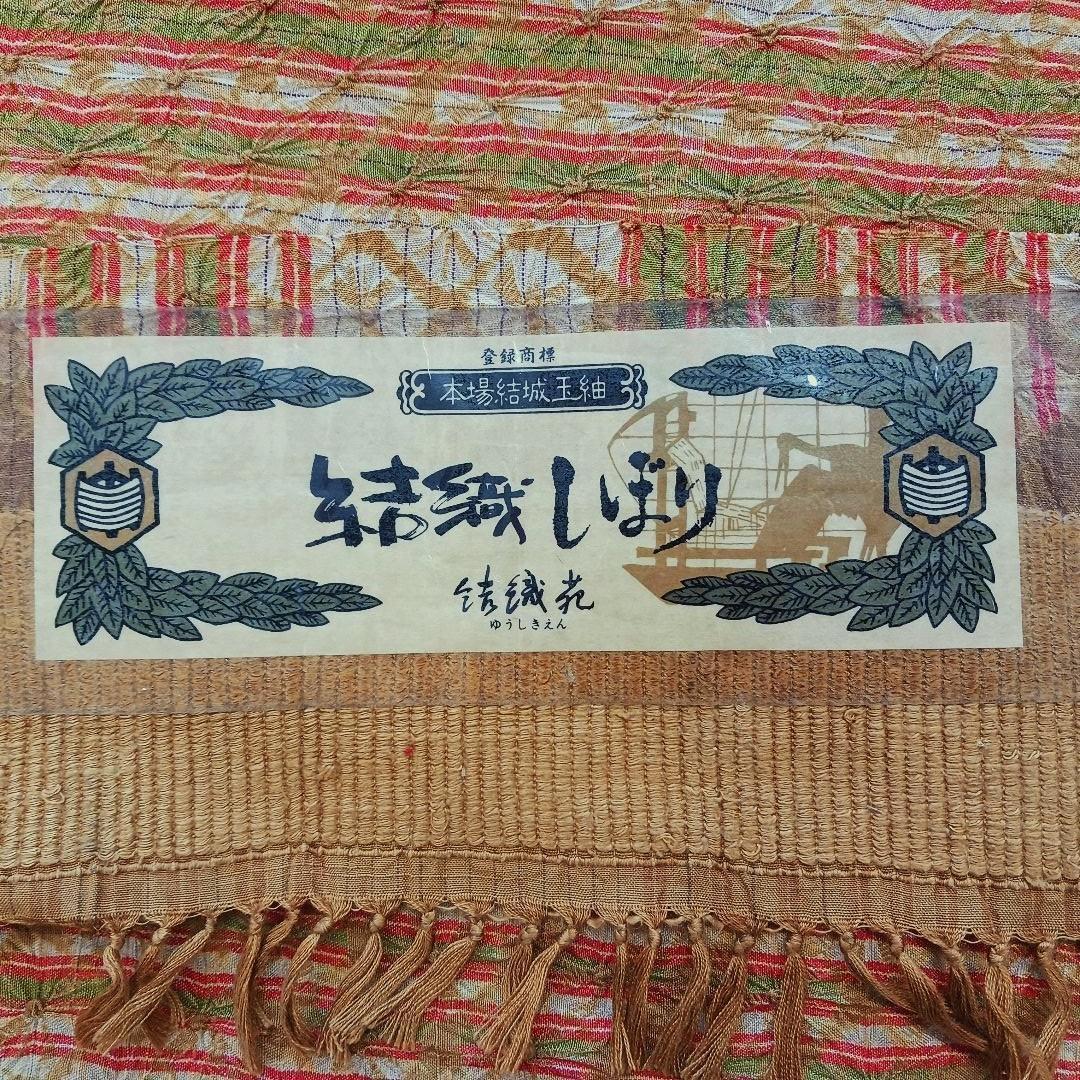 登録商標
本場結城玉紬
結織しぼり
結織苑
ゆうしきえん